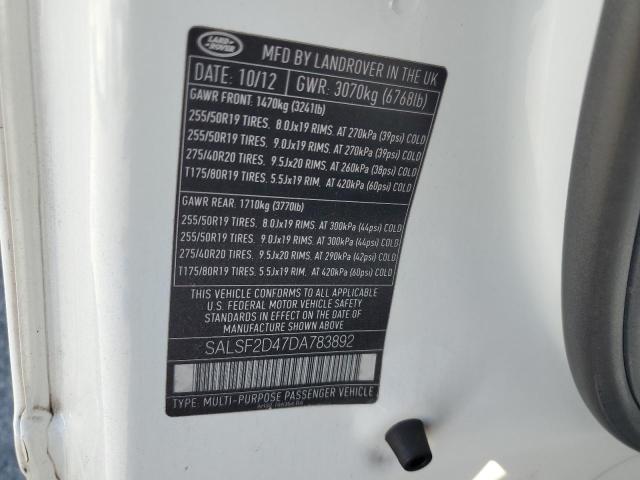 LAND ROVER
MFD BY LANDROVER IN THE UK
DATE: 10/12 GWR: 3070kg (6768lb)
GAWR FRONT: 1470kg (3241lb)
255/50R19 TIRES. 8.0Jx19 RIMS. AT 270kPa (39psi) COLD
255/50R19 TIRES. 9.0Jx19 RIMS. AT 270kPa (39psi) COLD
275/40R20 TIRES. 9.5Jx20 RIMS. AT 260kPa (38psi) COLD
T175/80R19 TIRES. 5.5Jx19 RIM. AT 420kPa (60psi) COLD
GAWR REAR: 1710kg (3770lb)
255/50R19 TIRES. 8.0Jx19 RIMS. AT 300kPa (44psi) COLD
255/50R19 TIRES. 9.0Jx19 RIMS. AT 300kPa (44psi) COLD
275/40R20 TIRES. 9.5Jx20 RIMS. AT 290kPa (42psi) COLD
T175/80R19 TIRES. 5.5Jx19 RIM. AT 420kPa (60psi) COLD
THIS VEHICLE CONFORMS TO ALL APPLICABLE
U.S. FEDERAL MOTOR VEHICLE SAFETY
STANDARDS IN EFFECT ON THE DATE OF
MANUFACTURE SHOWN ABOVE
SALSF2D47DA783892
TYPE: MULTI-PURPOSE PASSENGER VEHICLE